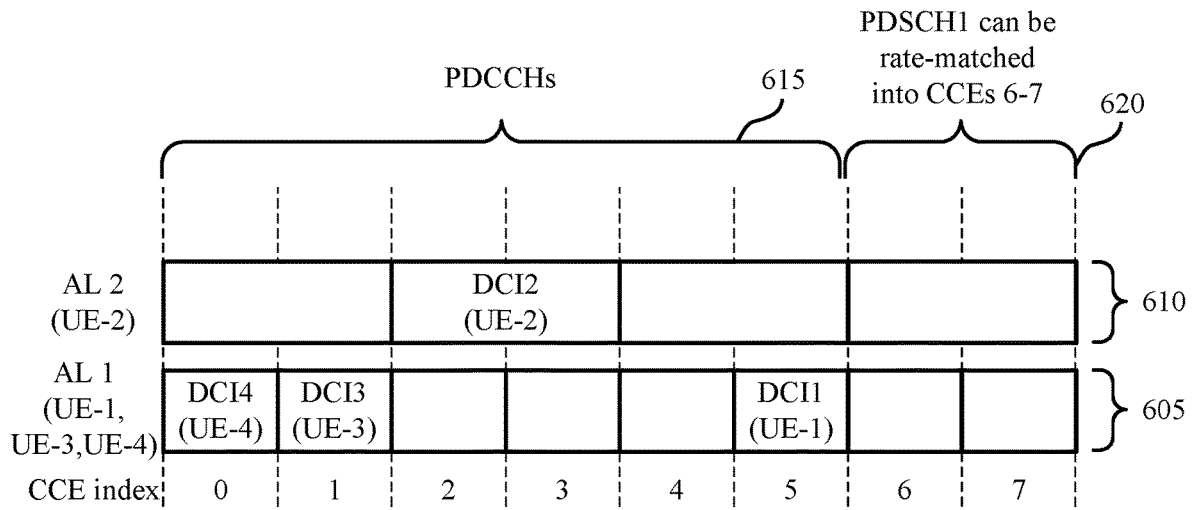 PDSCH1 can be
rate-matched
into CCEs 6-7
PDCCHs
615
620
AL 2
(UE-2)
DCI2
(UE-2)
610
AL 1
(UE-1,
UE-3,UE-4)
DCI4
(UE-4)
DCI3
(UE-3)
DCI1
(UE-1)
605
CCE index 0 1 2 3 4 5 6 7